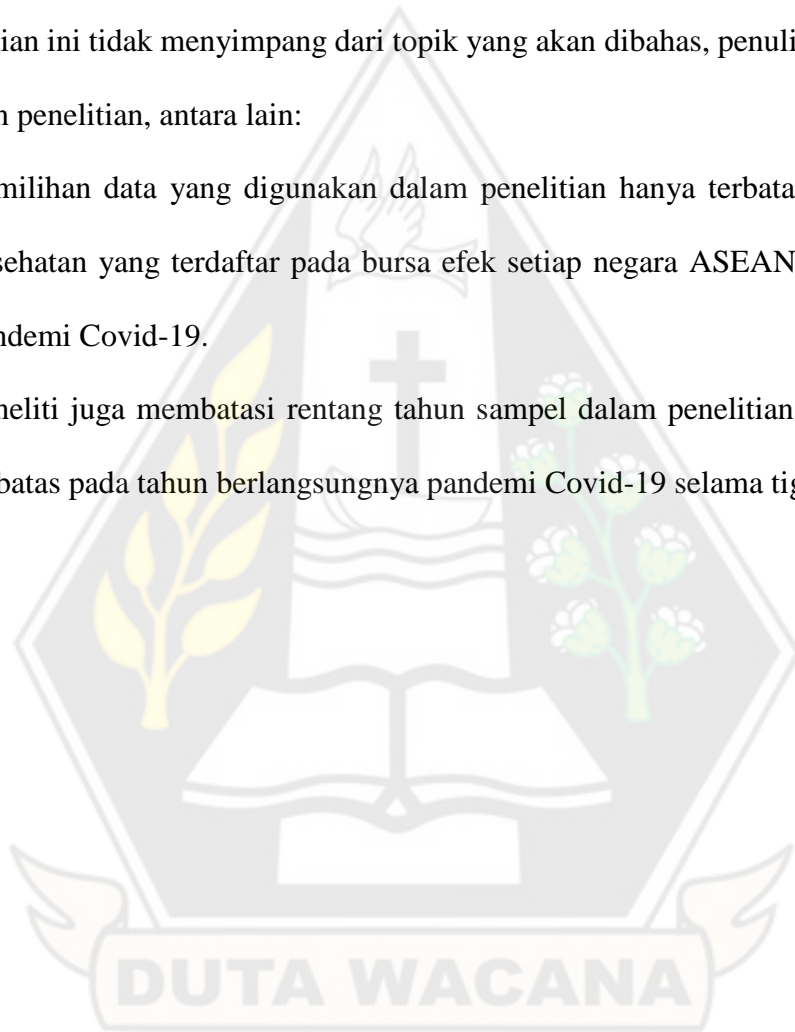 ian ini tidak menyimpang dari topik yang akan dibahas, penuli
penelitian, antara lain:
milihan data yang digunakan dalam penelitian hanya terbata
sehatan yang terdaftar pada bursa efek setiap negara ASEAN
ndemi Covid-19.
neliti juga membatasi rentang tahun sampel dalam penelitian
batas pada tahun berlangsungnya pandemi Covid-19 selama tig
DUTA WACANA